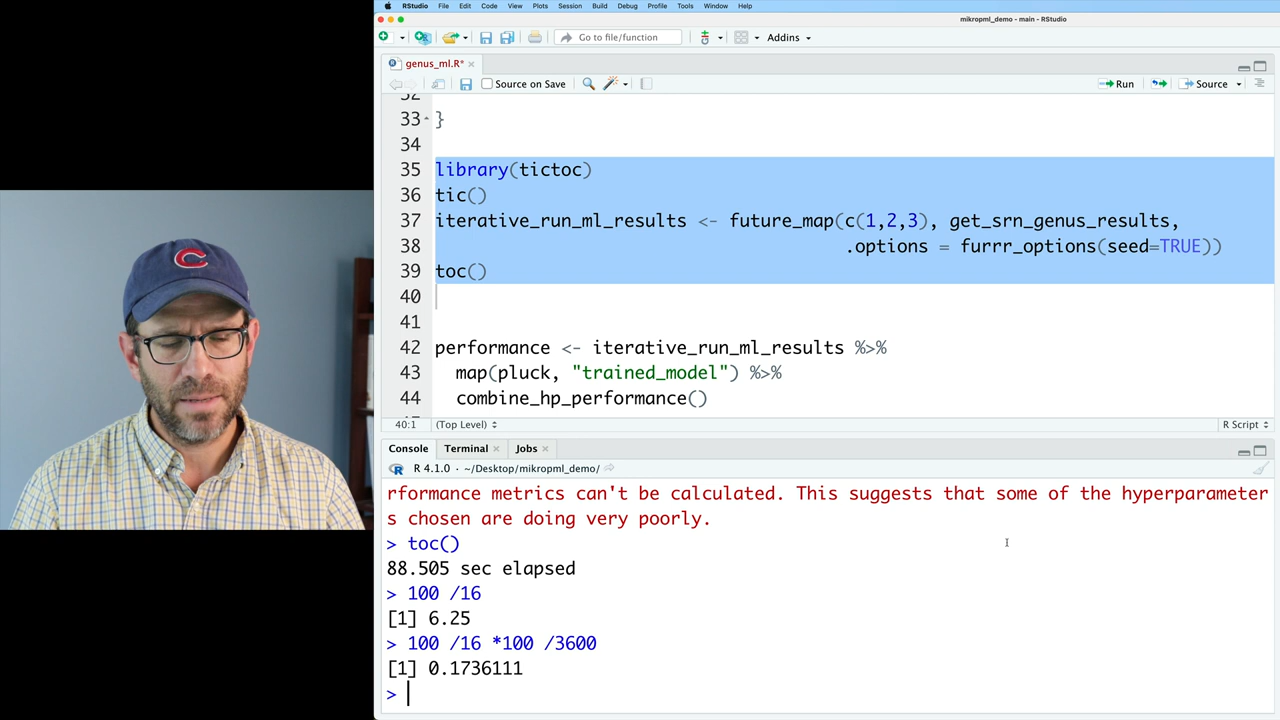 RStudio File Edit Code View Plots Session Build Debug Profile Tools Window Help
mikropml_demo - main - RStudio
Go to file/function Addins
genus_ml.R*
Source on Save Run Source
32
33 }
34
35 library(tictoc)
36 tic()
37 iterative_run_ml_results <- future_map(c(1,2,3), get_srn_genus_results,
38 .options = furrr_options(seed=TRUE))
39 toc()
40
41
42 performance <- iterative_run_ml_results %>%
43 map(pluck, "trained_model") %>%
44 combine_hp_performance()
40:1 (Top Level) R Script
Console Terminal Jobs
R 4.1.0 · ~/Desktop/mikropml_demo/
rformance metrics can't be calculated. This suggests that some of the hyperparameter
s chosen are doing very poorly.
> toc()
88.505 sec elapsed
> 100 /16
[1] 6.25
> 100 /16 *100 /3600
[1] 0.1736111
>